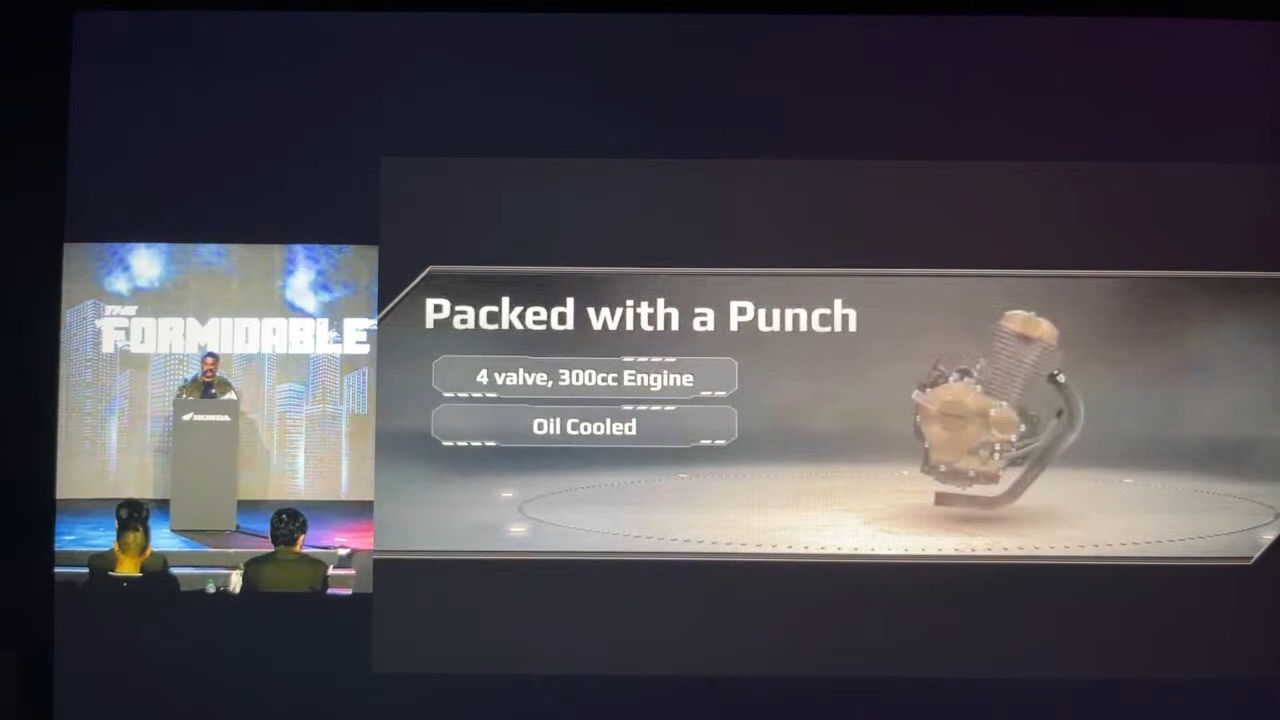 THE
FORMIDABLE
HONDA
Packed with a Punch
4 valve, 300cc Engine
Oil Cooled